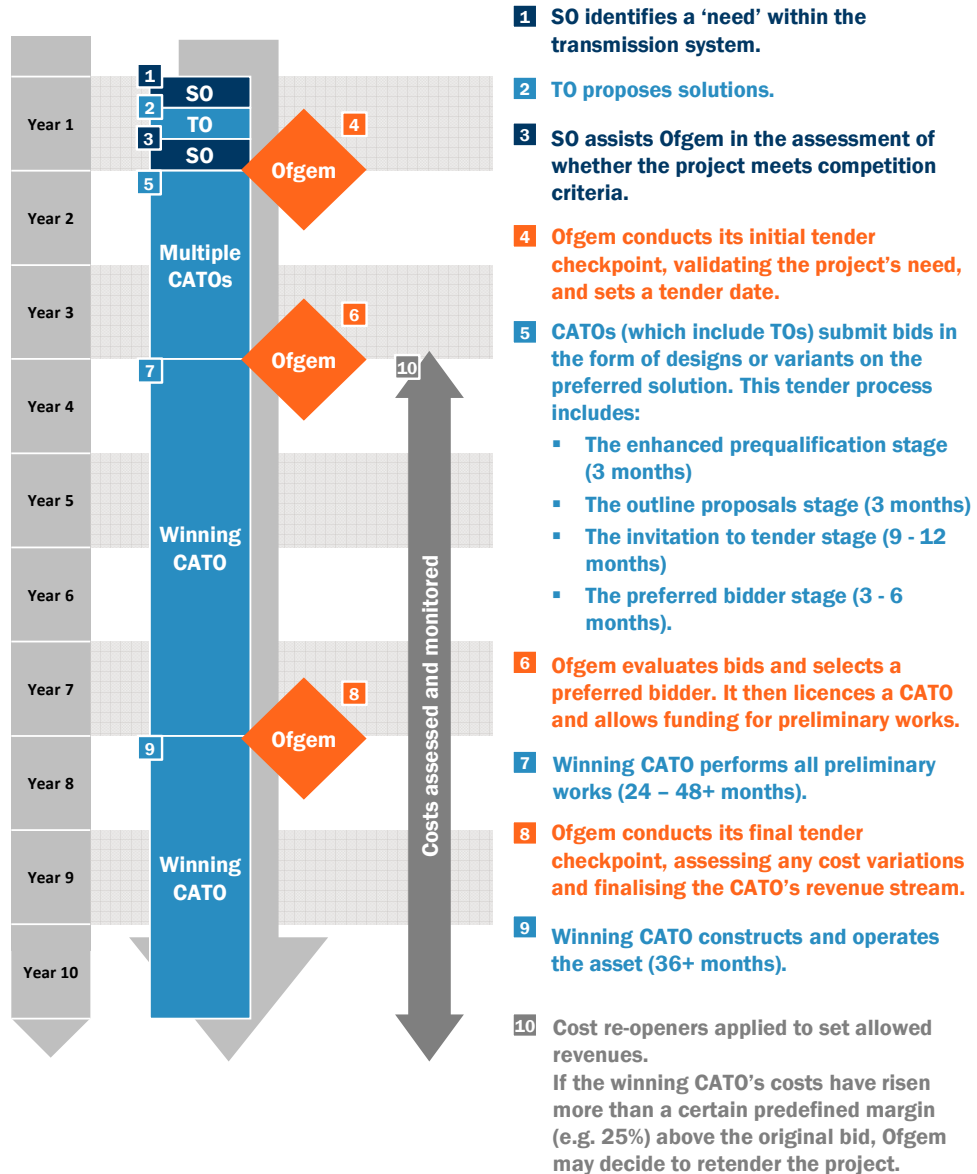 Year 1
Year 2
Year 3
Year 4
Year 5
Year 6
Year 7
Year 8
Year 9
Year 10
1
SO
2
TO
3
SO
4
Ofgem
5
Multiple
CATOs
6
Ofgem
7
Winning
CATO
8
Ofgem
9
Winning
CATO
10
Costs assessed and monitored
1 SO identifies a ‘need’ within the
transmission system.
2 TO proposes solutions.
3 SO assists Ofgem in the assessment of
whether the project meets competition
criteria.
4 Ofgem conducts its initial tender
checkpoint, validating the project’s need,
and sets a tender date.
5 CATOs (which include TOs) submit bids in
the form of designs or variants on the
preferred solution. This tender process
includes:
▪ The enhanced prequalification stage
(3 months)
▪ The outline proposals stage (3 months)
▪ The invitation to tender stage (9 - 12
months)
▪ The preferred bidder stage (3 - 6
months).
6 Ofgem evaluates bids and selects a
preferred bidder. It then licences a CATO
and allows funding for preliminary works.
7 Winning CATO performs all preliminary
works (24 – 48+ months).
8 Ofgem conducts its final tender
checkpoint, assessing any cost variations
and finalising the CATO’s revenue stream.
9 Winning CATO constructs and operates
the asset (36+ months).
10 Cost re-openers applied to set allowed
revenues.
If the winning CATO’s costs have risen
more than a certain predefined margin
(e.g. 25%) above the original bid, Ofgem
may decide to retender the project.